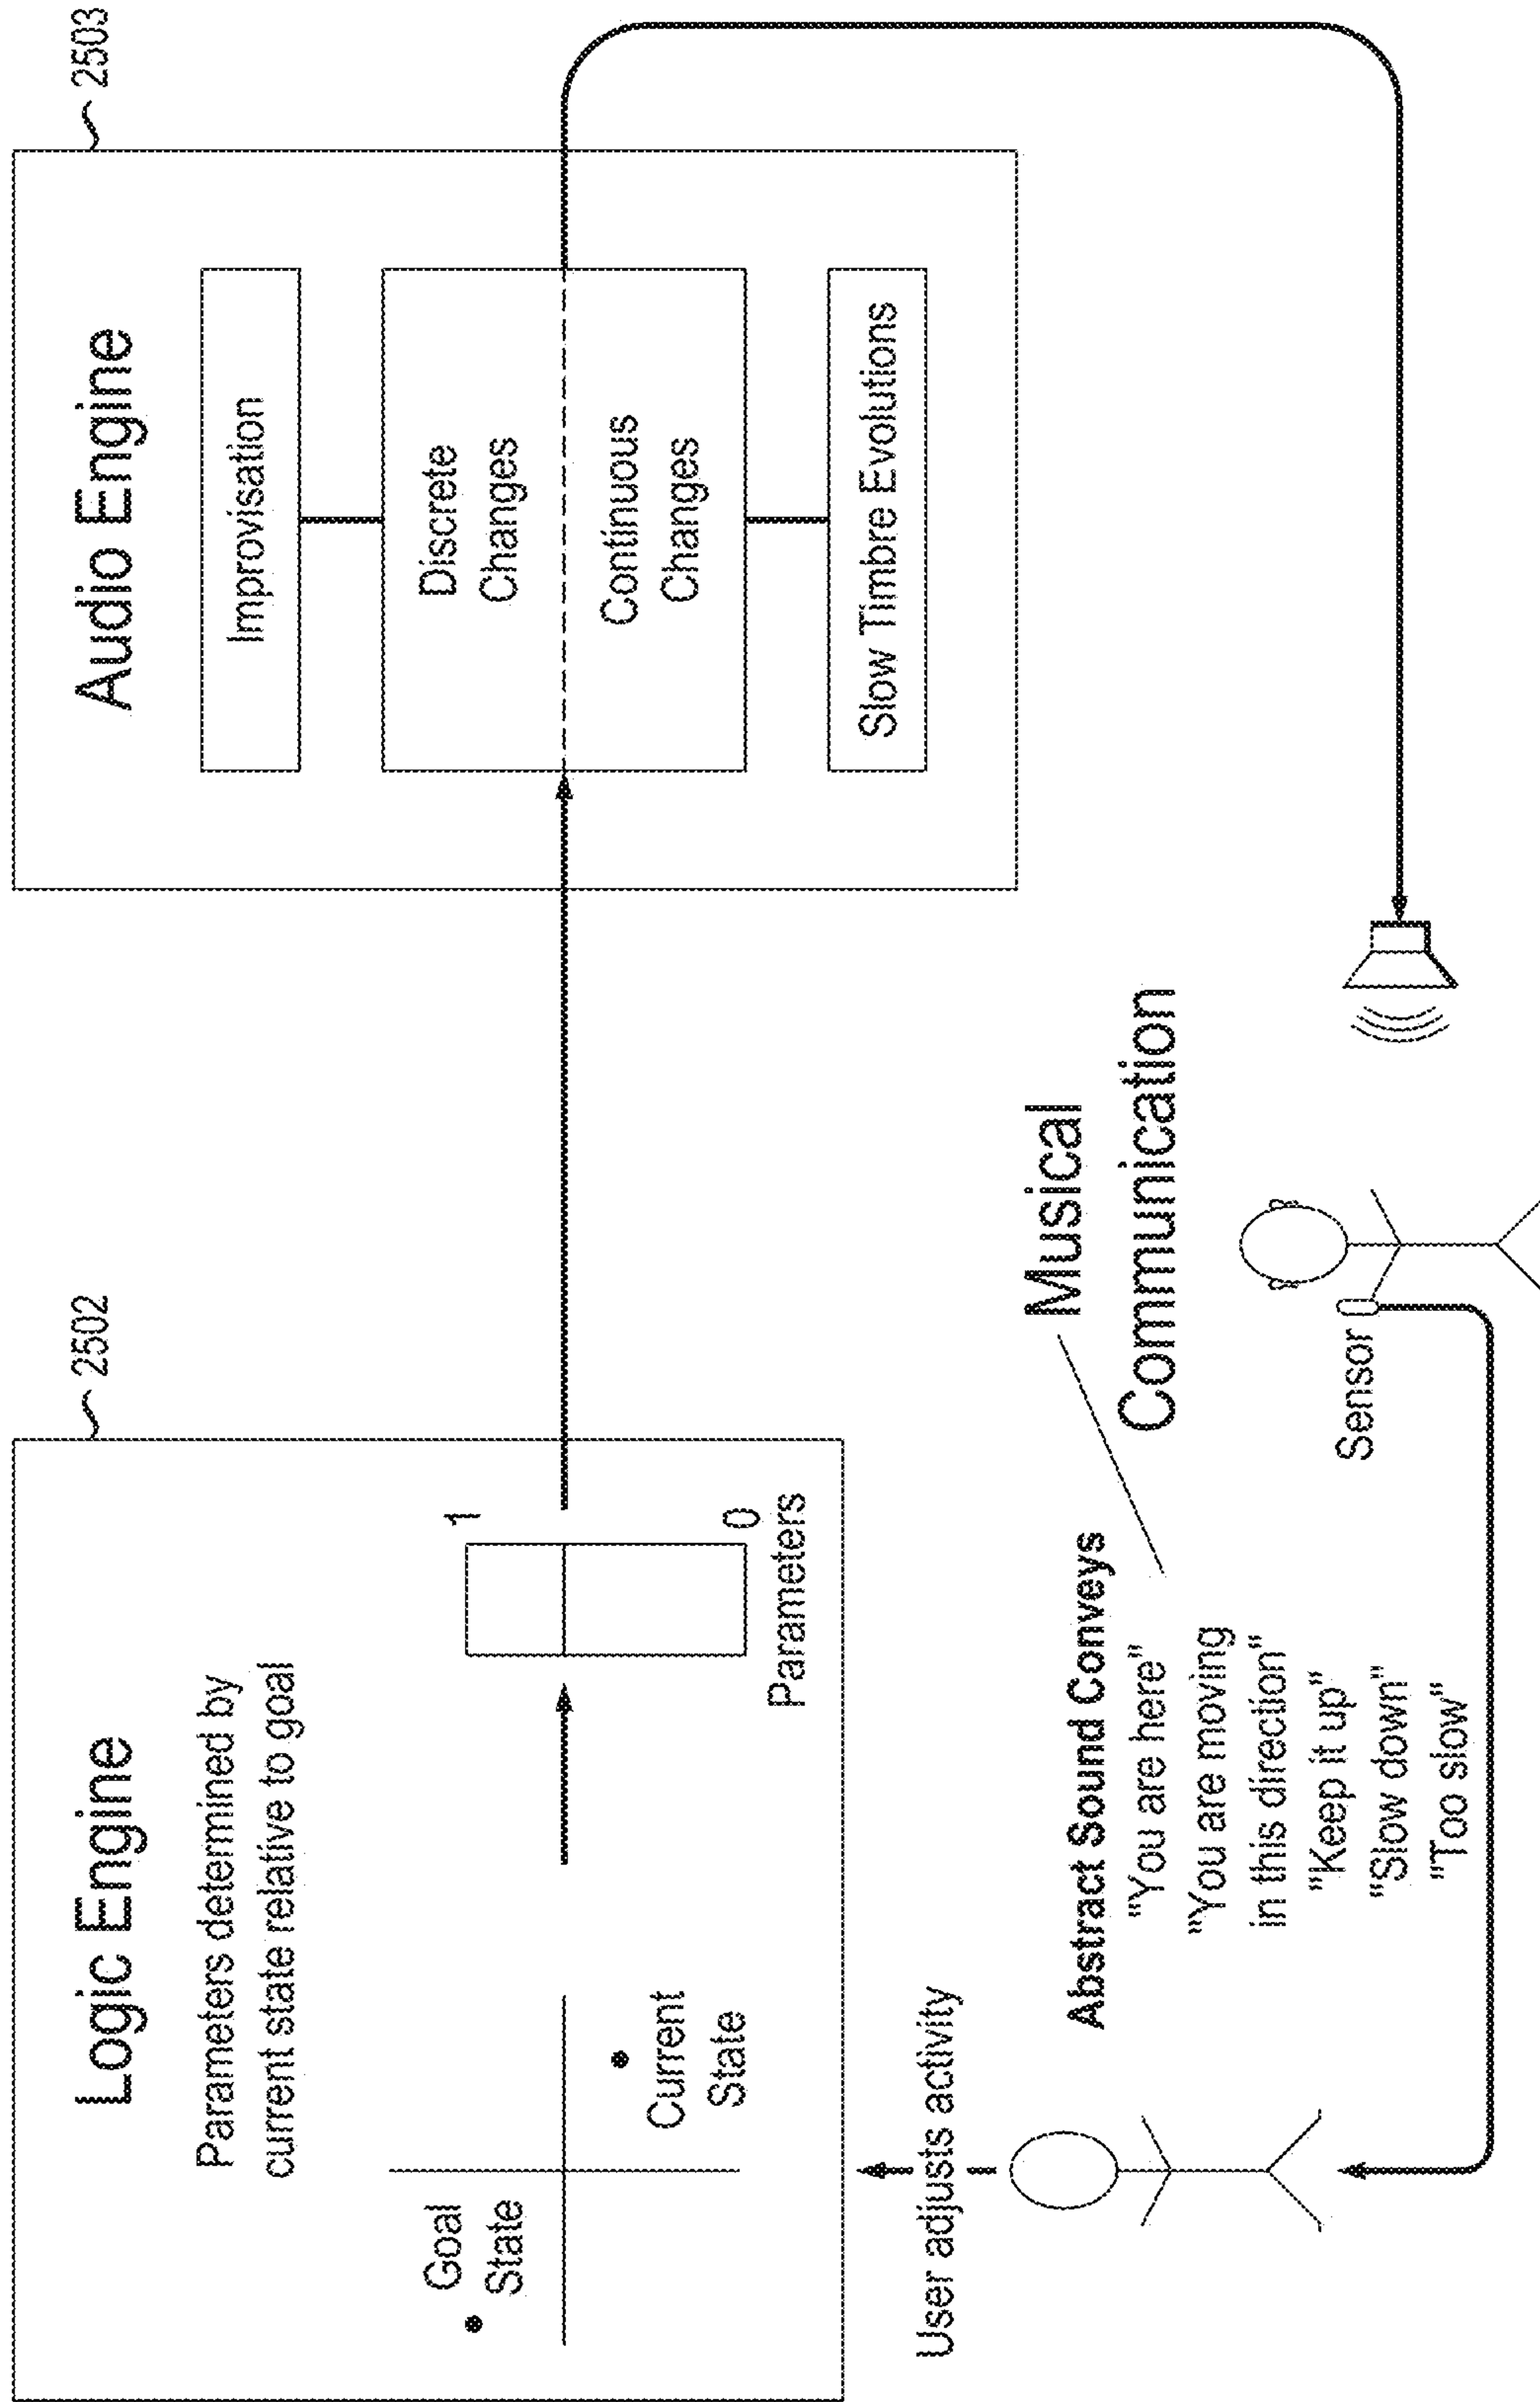 2502
Logic Engine
Parameters determined by
current state relative to goal
Goal
State
Current
State
1
0
Parameters
2503
Audio Engine
Improvisation
Discrete
Changes
Continuous
Changes
Slow Timbre Evolutions
User adjusts activity
Abstract Sound Conveys
"You are here"
"You are moving
in this direction"
"Keep it up"
"Slow down"
"Too slow"
Musical
Communication
Sensor